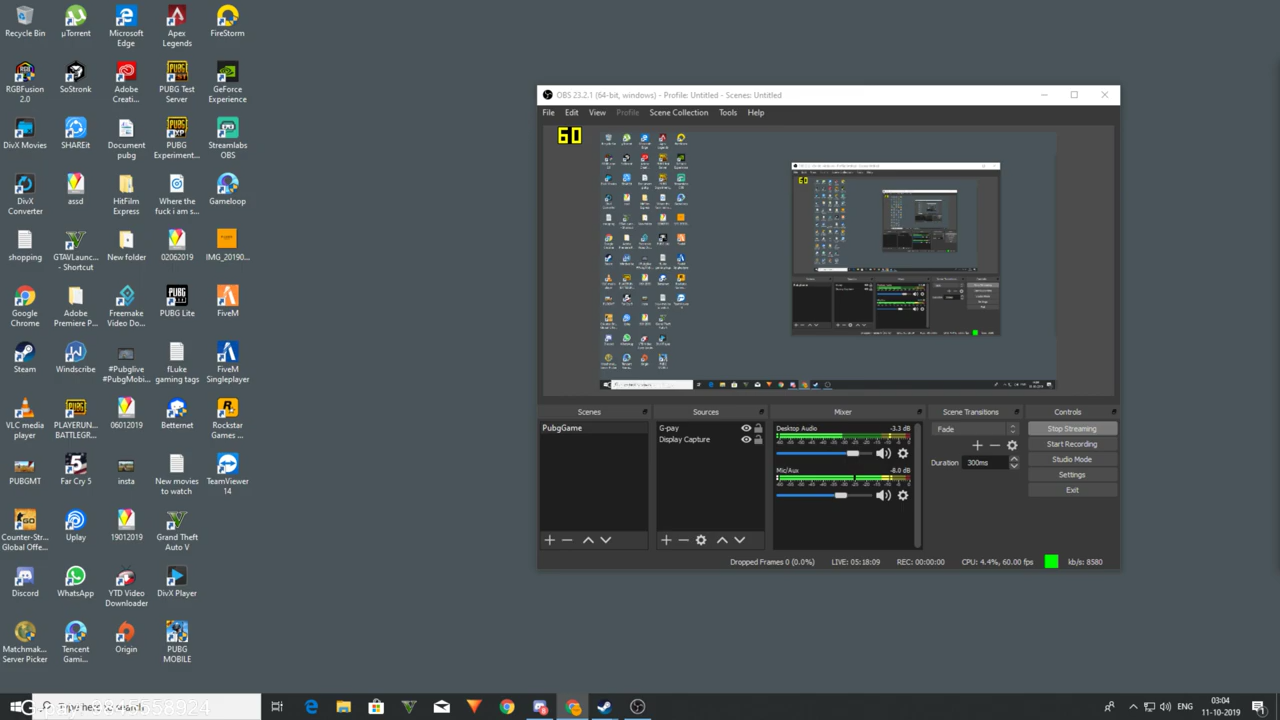 Recycle Bin
µTorrent
Microsoft
Edge
Apex
Legends
FireStorm
RGBFusion
2.0
SoStronk
Adobe
Creati...
PUBG Test
Server
GeForce
Experience
DivX Movies
SHAREit
Document
pubg
PUBG
Experiment...
Streamlabs
OBS
DivX
Converter
assd
HitFilm
Express
Where the
fuck i am s...
Gameloop
shopping
GTAVLaunc...
- Shortcut
New folder
02062019
IMG_20190...
Google
Chrome
Adobe
Premiere P...
Freemake
Video Do...
PUBG Lite
FiveM
Steam
Windscribe
#Pubglive
#PubgMobi...
fLuke
gaming tags
FiveM
Singleplayer
VLC media
player
PLAYERUN...
BATTLEGR...
06012019
Betternet
Rockstar
Games ...
PUBGMT
Far Cry 5
insta
New movies
to watch
TeamViewer
14
Counter-Str...
Global Offe...
Uplay
19012019
Grand Theft
Auto V
Discord
WhatsApp
YTD Video
Downloader
DivX Player
Matchmak...
Server Picker
Tencent
Gami...
Origin
PUBG
MOBILE
OBS 23.2.1 (64-bit, windows) - Profile: Untitled - Scenes: Untitled
File Edit View Profile Scene Collection Tools Help
60
Scenes
PubgGame
Sources
G-pay
Display Capture
Mixer
Desktop Audio -3.3 dB
Mic/Aux -8.0 dB
Scene Transitions
Fade
Duration 300ms
Controls
Stop Streaming
Start Recording
Studio Mode
Settings
Exit
Dropped Frames 0 (0.0%) LIVE: 05:18:09 REC: 00:00:00 CPU: 4.4%, 60.00 fps kb/s: 8580
Type here to search
ENG
03:04
11-10-2019